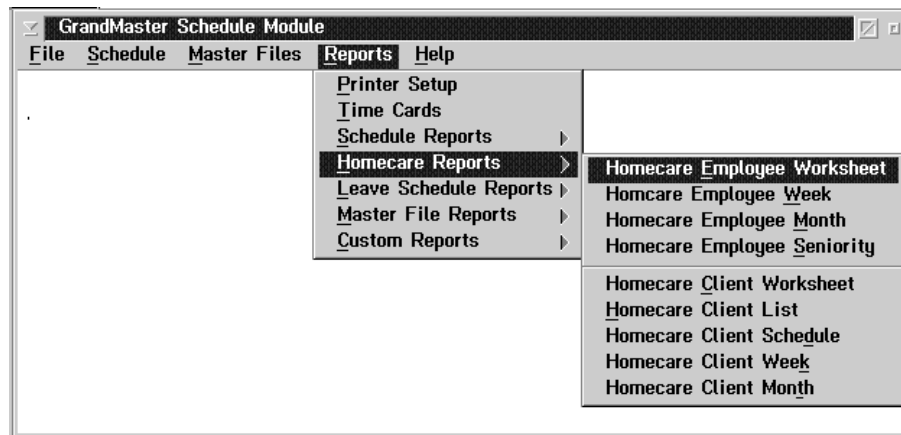 GrandMaster Schedule Module
File Schedule Master Files Reports Help
Printer Setup
Time Cards
Schedule Reports
Homecare Reports
Leave Schedule Reports
Master File Reports
Custom Reports
Homecare Employee Worksheet
Homcare Employee Week
Homecare Employee Month
Homecare Employee Seniority
Homecare Client Worksheet
Homecare Client List
Homecare Client Schedule
Homecare Client Week
Homecare Client Month